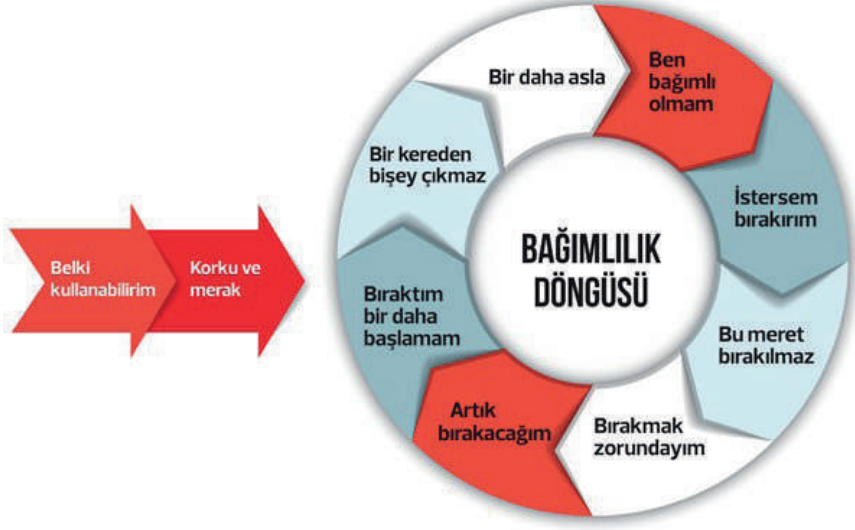 Belki
kullanabilirim
Korku ve
merak
BAĞIMLILIK
DÖNGÜSÜ
Bir kereden
bişey çıkmaz
Bir daha asla
Ben
bağımlı
olmam
İstersem
bırakırım
Bu meret
bırakılmaz
Bırakmak
zorundayım
Artık
bırakacağım
Bıraktım
bir daha
başlamam